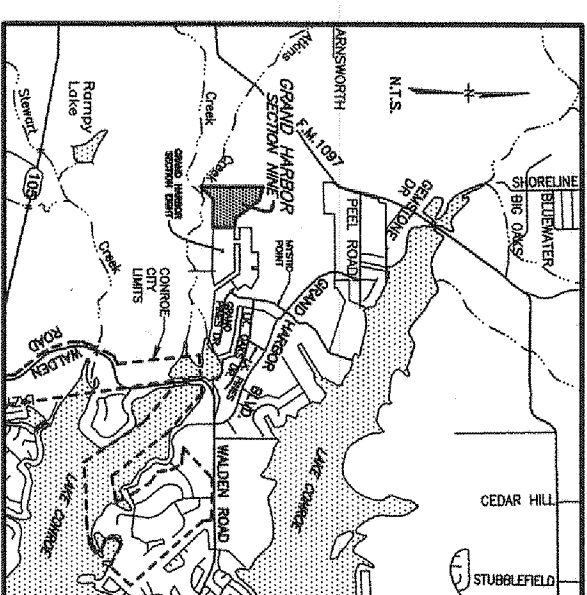 ARNSWORTH
Atkins
Creek
N.T.S.
N
F.M. 1097
SHORELINE
BLUEWATER
BIG OAKS
GEMSTONE
DR
Rampy
Lake
Stewart
Creek
105
GRAND HARBOR
SECTION NINE
Creek
GRAND HARBOR
SECTION EIGHT
PEEL ROAD
MYSTIC
POINT
GRAND HARBOR
BLVD.
CONROE
CITY
LIMITS
WALDEN
ROAD
WALDEN ROAD
LAKE CONROE
LAKE CONROE
CEDAR HILL
STUBBLEFIELD